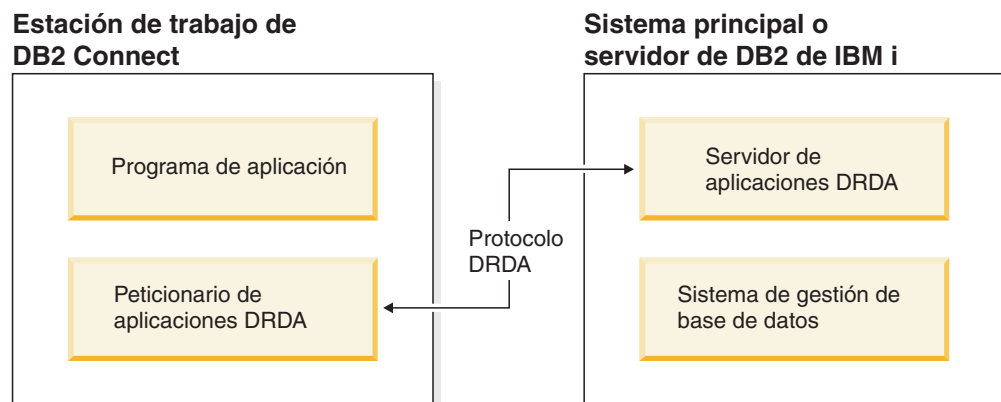 Estación de trabajo de
DB2 Connect
Sistema principal o
servidor de DB2 de IBM i
Programa de aplicación
Servidor de
aplicaciones DRDA
Protocolo
DRDA
Peticionario de
aplicaciones DRDA
Sistema de gestión de
base de datos